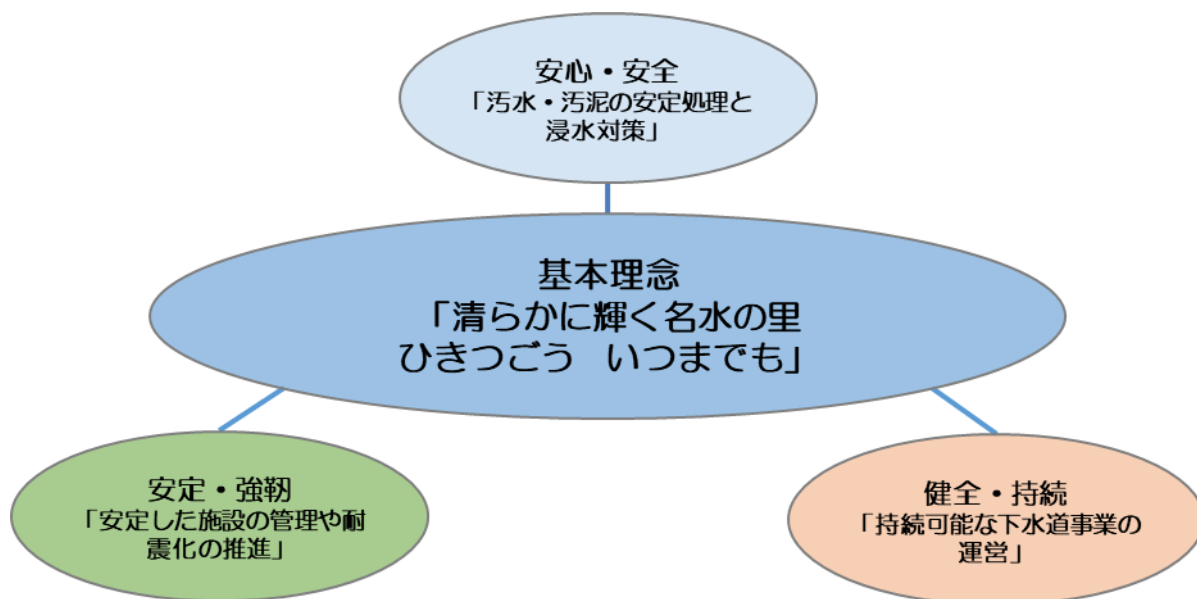 安心・安全
「汚水・汚泥の安定処理と
浸水対策」
基本理念
「清らかに輝く名水の里
ひきつごう　いつまでも」
安定・強靭
「安定した施設の管理や耐
震化の推進」
健全・持続
「持続可能な下水道事業の
運営」